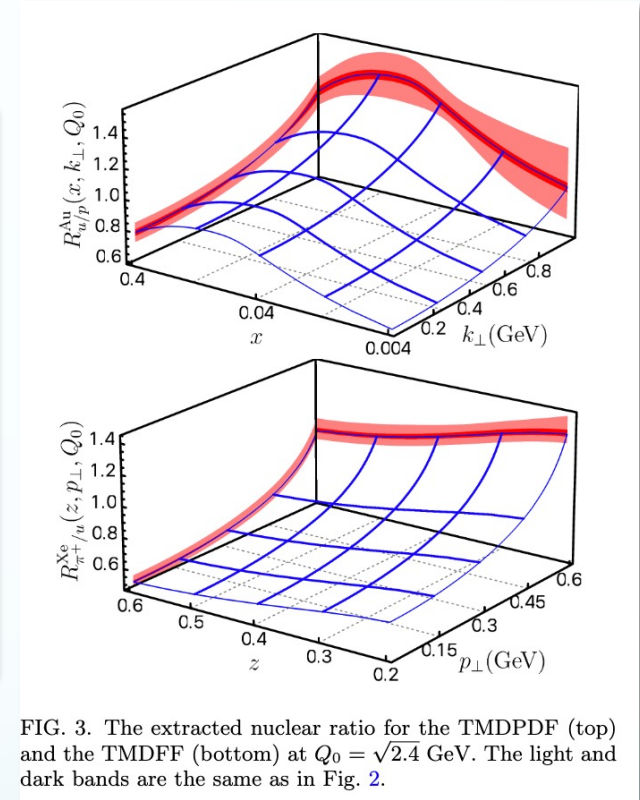 R^{Au}_{u/p}(x, k_⊥, Q_0)
1.4
1.2
1.0
0.8
0.6
0.4
0.04
0.004
x
0.2
0.4
0.6
0.8
k_⊥(GeV)
R^{Xe}_{π^+/u}(z, p_⊥, Q_0)
1.4
1.2
1.0
0.8
0.6
0.6
0.5
0.4
0.3
0.2
z
0.15
0.3
0.45
0.6
p_⊥(GeV)
FIG. 3. The extracted nuclear ratio for the TMDPDF (top)
and the TMDFF (bottom) at Q_0 = √2.4 GeV. The light and
dark bands are the same as in Fig. 2.